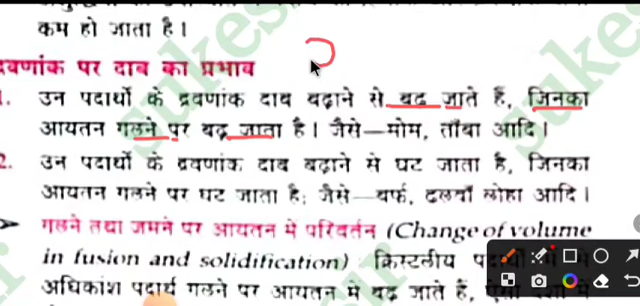 कम हो जाता है।
द्रवणांक पर दाब का प्रभाव
1. उन पदार्थो के द्रवणांक दाब बढ़ाने से बढ़ जाते हैं, जिनका
आयतन गलने पर बढ़ जाता है। जैसे—मोम, ताँबा आदि।
2. उन पदार्थो के द्रवणांक दाब बढ़ाने से घट जाता है, जिनका
आयतन गलने पर घट जाता है; जैसे—बर्फ, ढलवाँ लोहा आदि।
गलने तथा जमने पर आयतन में परिवर्तन (Change of volume
in fusion and solidification) क्रिस्टलीय
अधिकांश पदार्थ गलने पर आयतन में बढ़ जाते हैं,